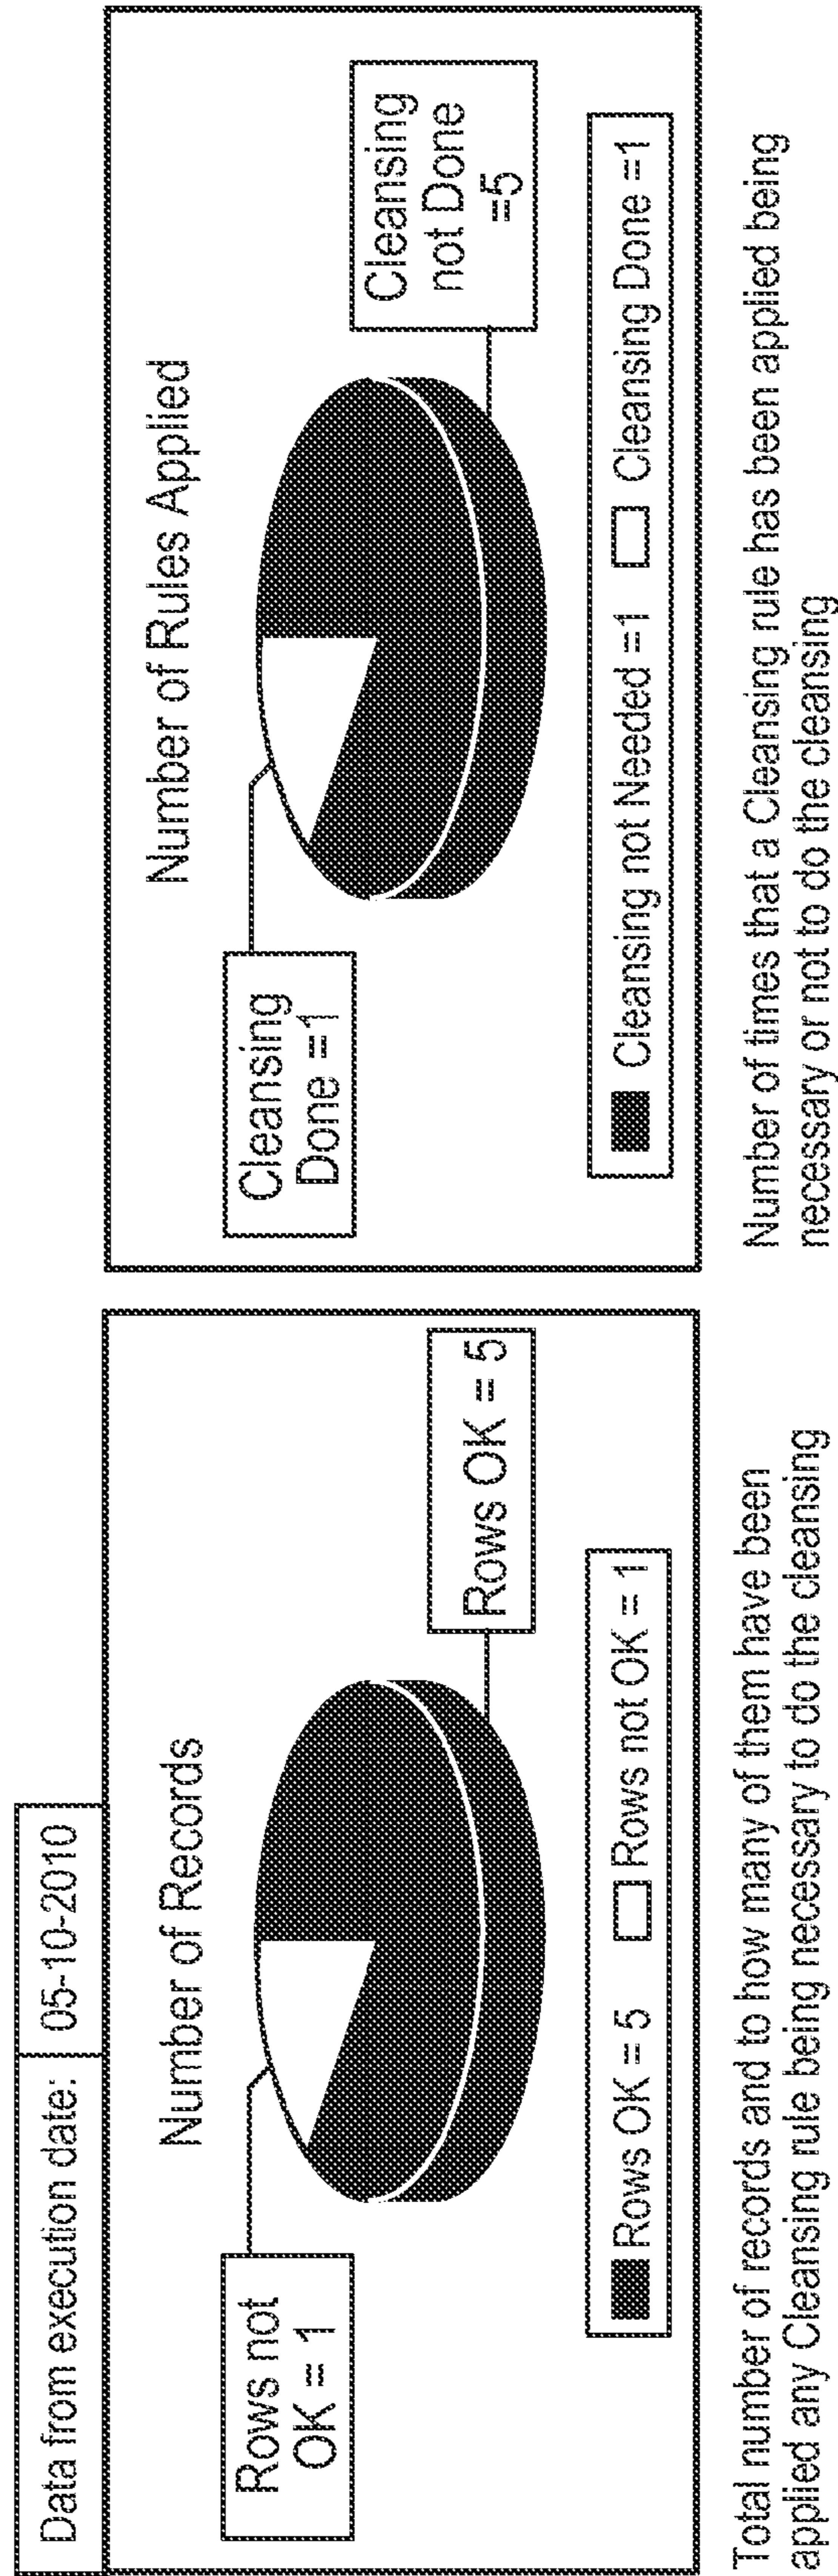 Data from execution date: 05-10-2010
Number of Records
Rows not
OK = 1
Rows OK = 5
Rows OK = 5 Rows not OK = 1
Total number of records and to how many of them have been
applied any Cleansing rule being necessary to do the cleansing
Number of Rules Applied
Cleansing
Done =1
Cleansing
not Done
=5
Cleansing not Needed =1 Cleansing Done =1
Number of times that a Cleansing rule has been applied being
necessary or not to do the cleansing